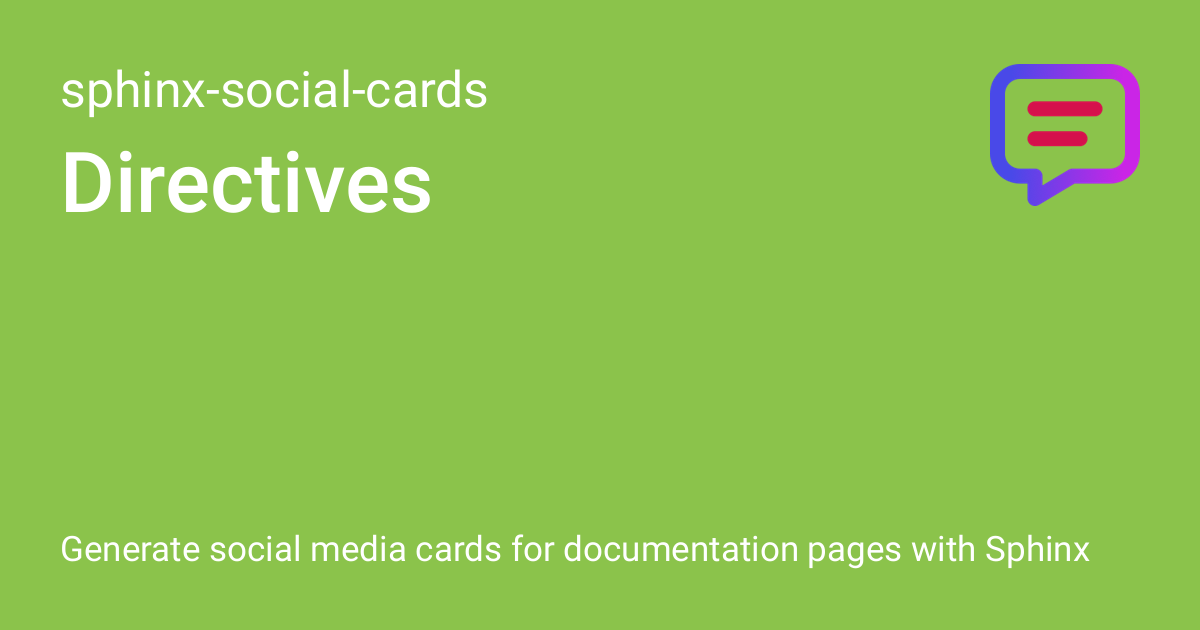 sphinx-social-cards
Directives
Generate social media cards for documentation pages with Sphinx